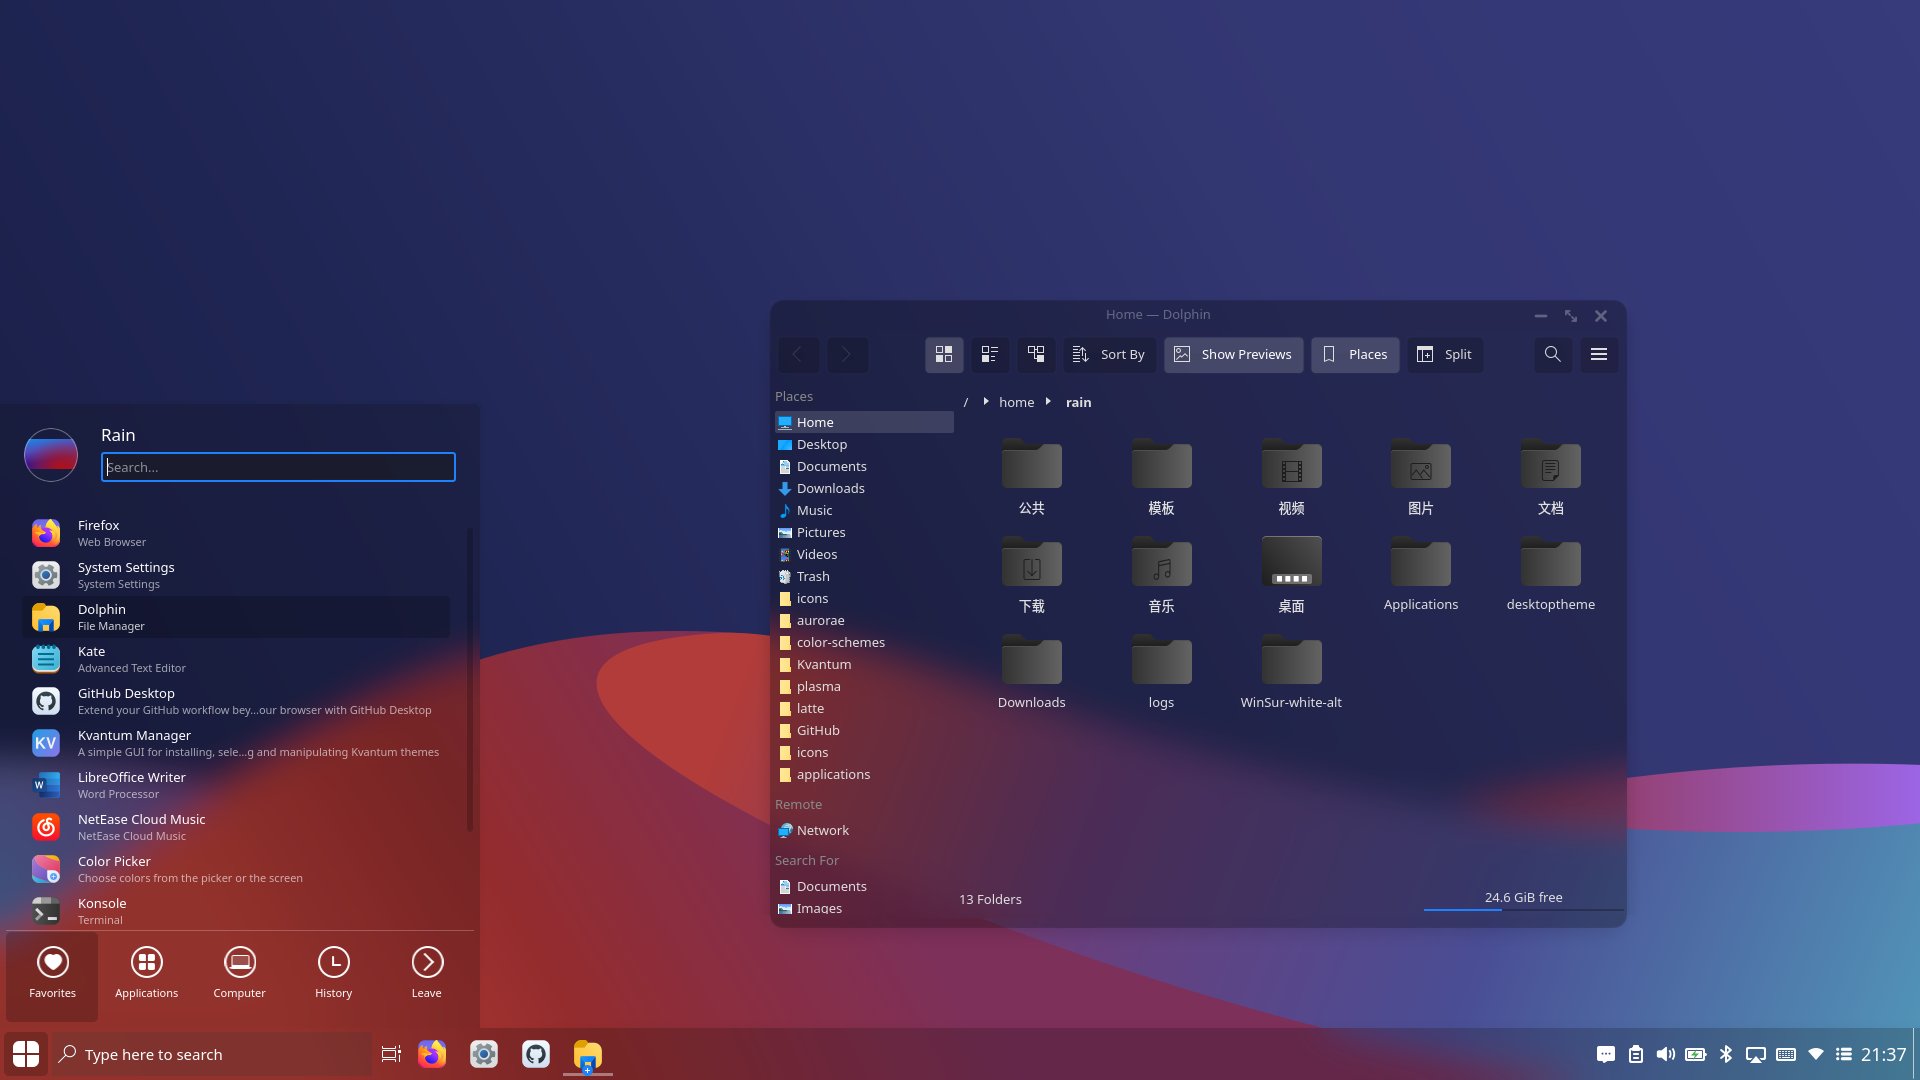 Home — Dolphin
Sort By
Show Previews
Places
Split
Places
Home
Desktop
Documents
Downloads
Music
Pictures
Videos
Trash
icons
aurorae
color-schemes
Kvantum
plasma
latte
GitHub
icons
applications
Remote
Network
Search For
Documents
Images
/ home rain
公共 模板 视频 图片 文档
下载 音乐 桌面 Applications desktoptheme
Downloads logs WinSur-white-alt
13 Folders
24.6 GiB free
Rain
Search...
Firefox
Web Browser
System Settings
System Settings
Dolphin
File Manager
Kate
Advanced Text Editor
GitHub Desktop
Extend your GitHub workflow bey...our browser with GitHub Desktop
KV
Kvantum Manager
A simple GUI for installing, sele...g and manipulating Kvantum themes
W
LibreOffice Writer
Word Processor
NetEase Cloud Music
NetEase Cloud Music
Color Picker
Choose colors from the picker or the screen
Konsole
Terminal
Favorites Applications Computer History Leave
Type here to search
21:37